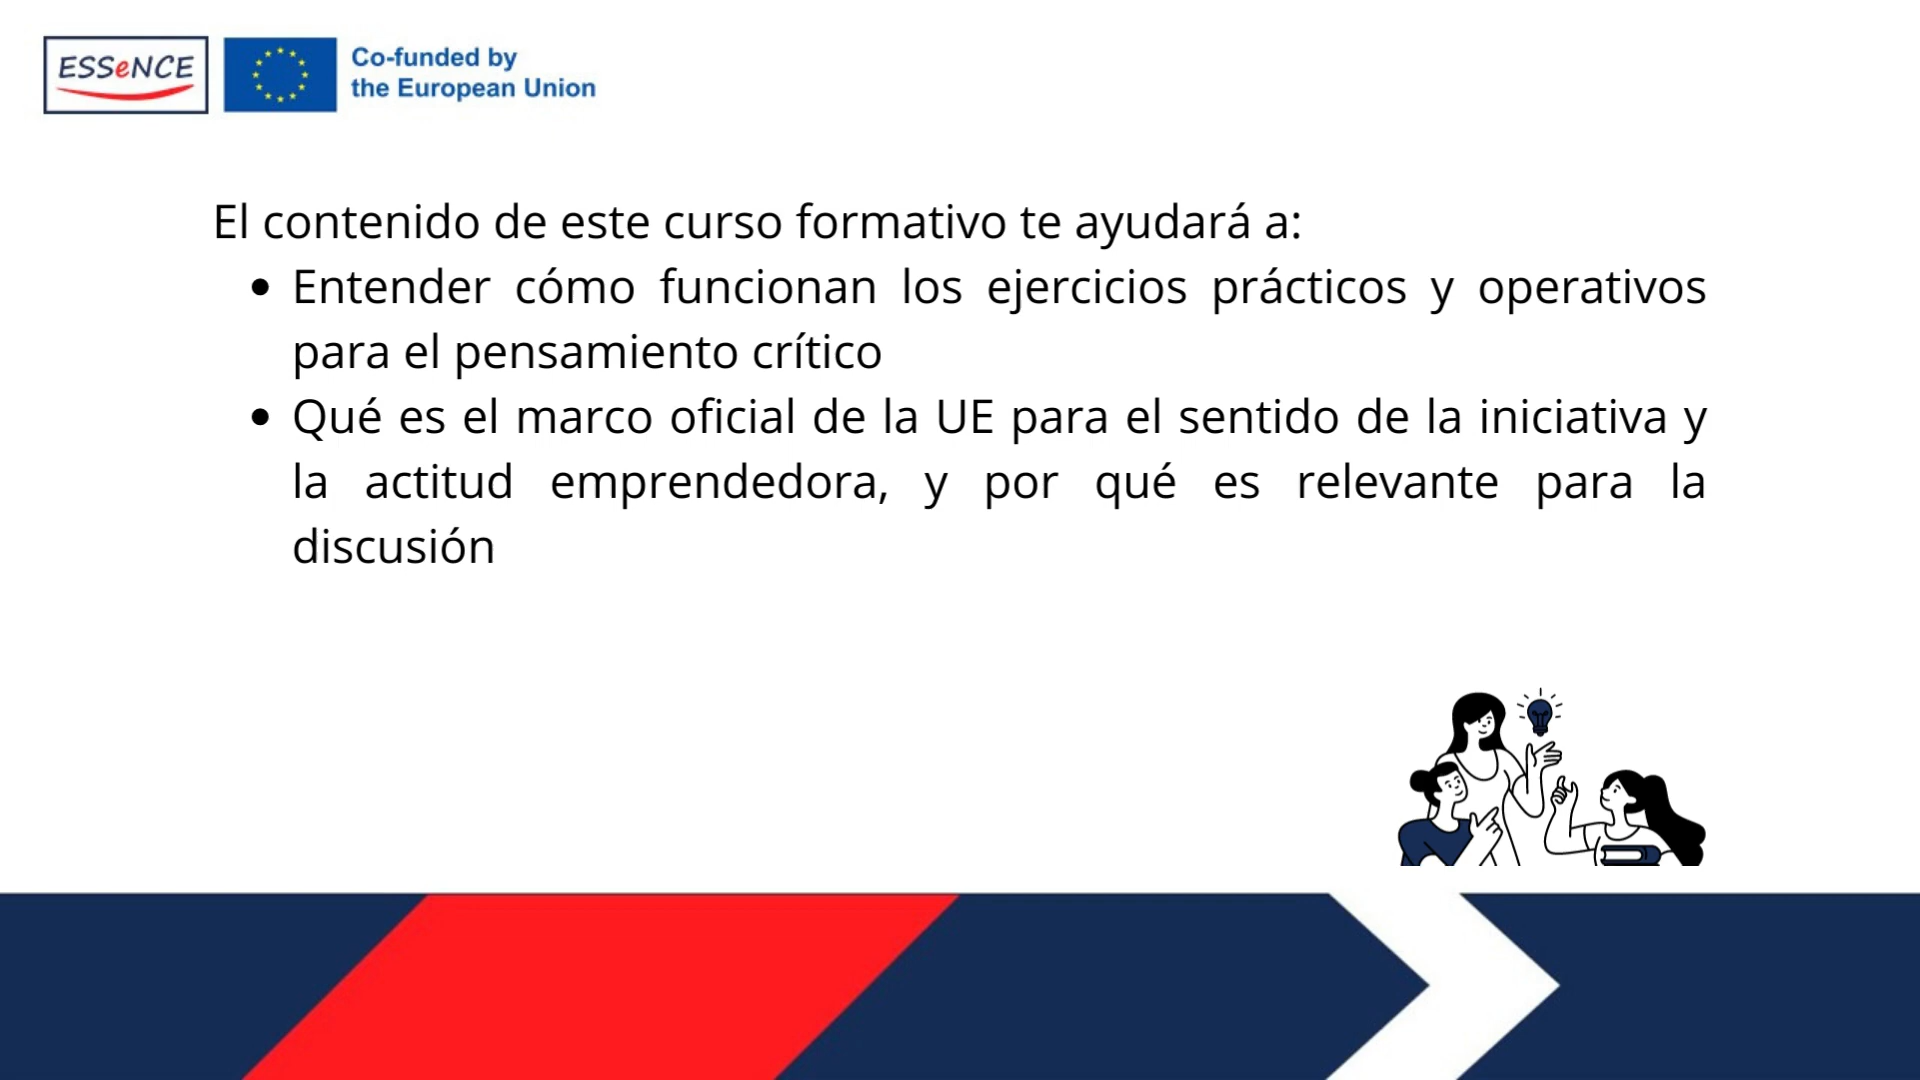 ESSeNCE
Co-funded by
the European Union
El contenido de este curso formativo te ayudará a:
• Entender cómo funcionan los ejercicios prácticos y operativos
para el pensamiento crítico
• Qué es el marco oficial de la UE para el sentido de la iniciativa y
la actitud emprendedora, y por qué es relevante para la
discusión